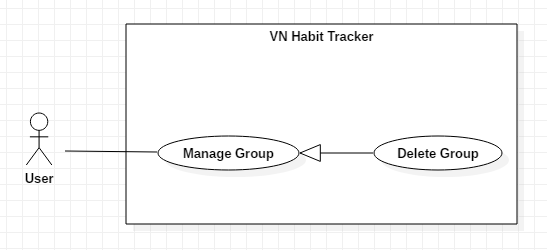 VN Habit Tracker
Manage Group
Delete Group
User